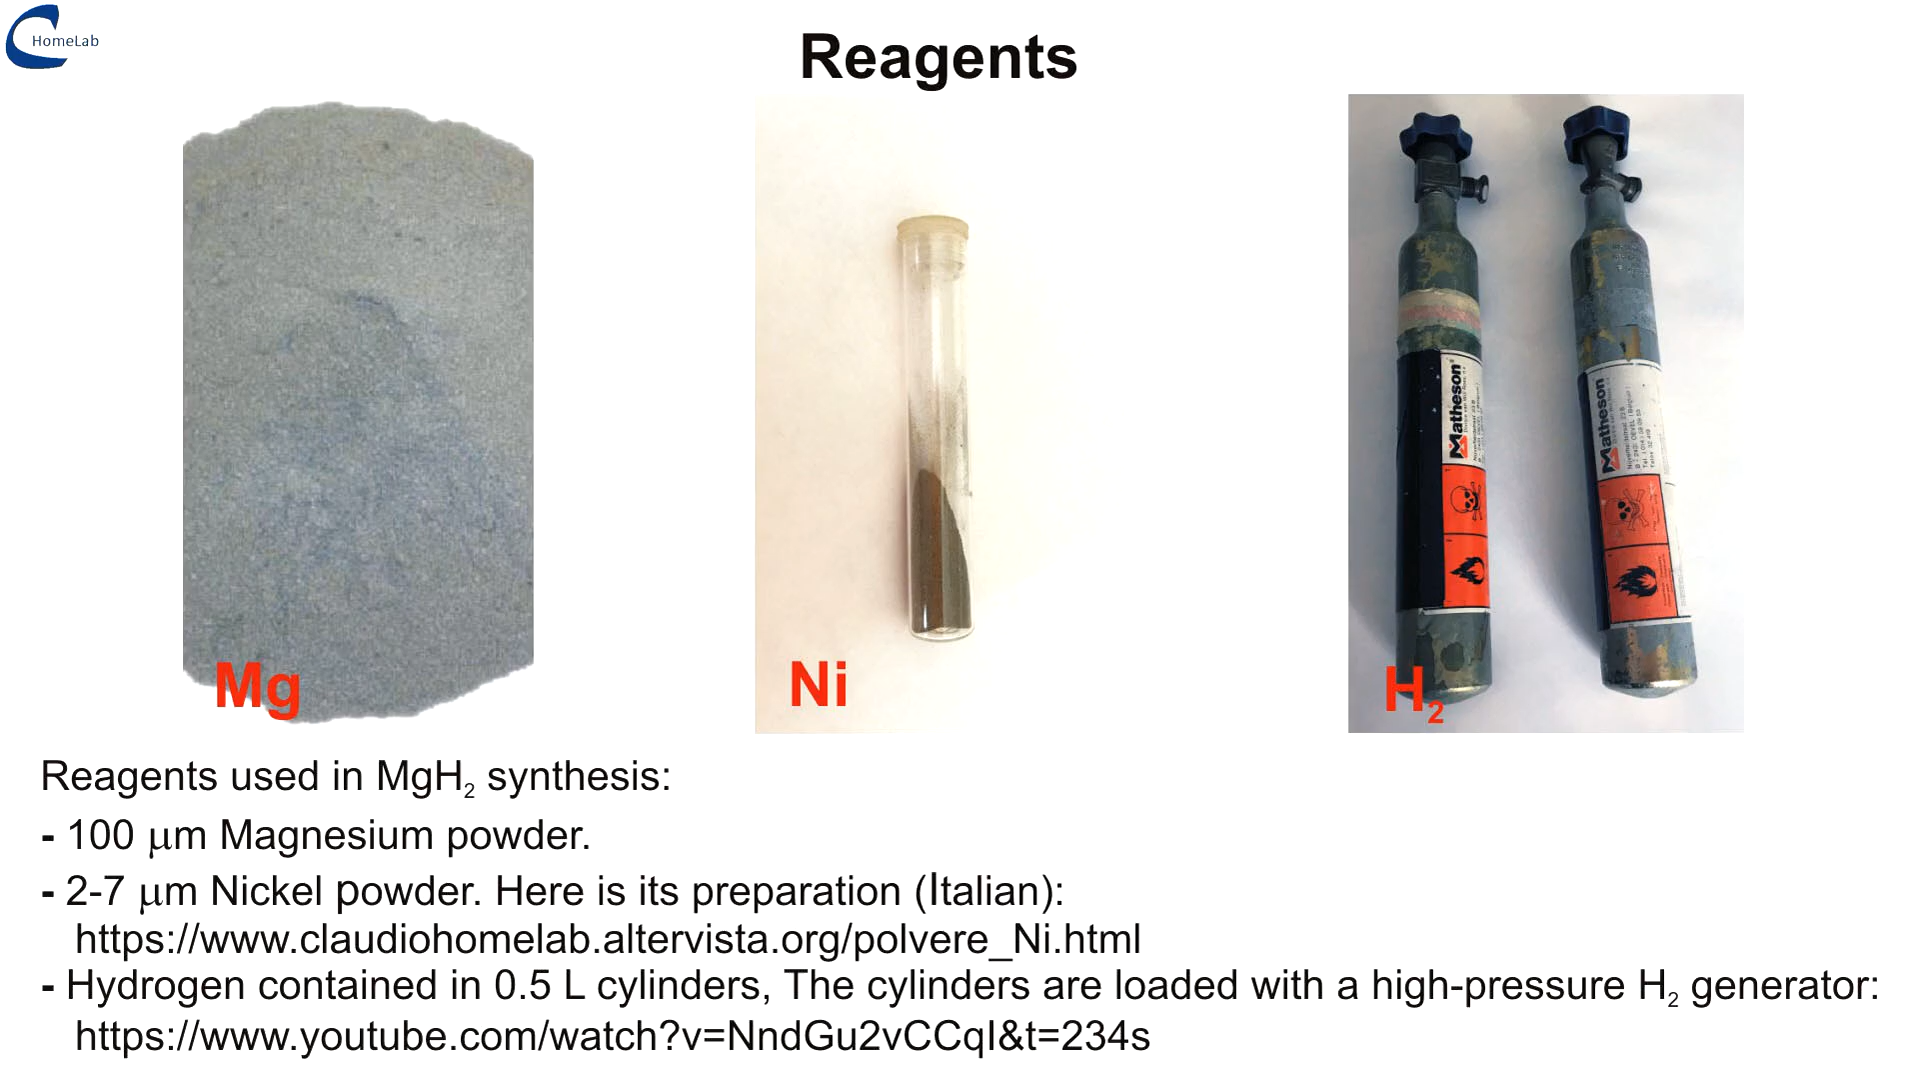 HomeLab
Reagents
Mg
Ni
H₂
Matheson
Matheson
Reagents used in MgH₂ synthesis:
- 100 μm Magnesium powder.
- 2-7 μm Nickel powder. Here is its preparation (Italian):
https://www.claudiohomelab.altervista.org/polvere_Ni.html
- Hydrogen contained in 0.5 L cylinders, The cylinders are loaded with a high-pressure H₂ generator:
https://www.youtube.com/watch?v=NndGu2vCCqI&t=234s